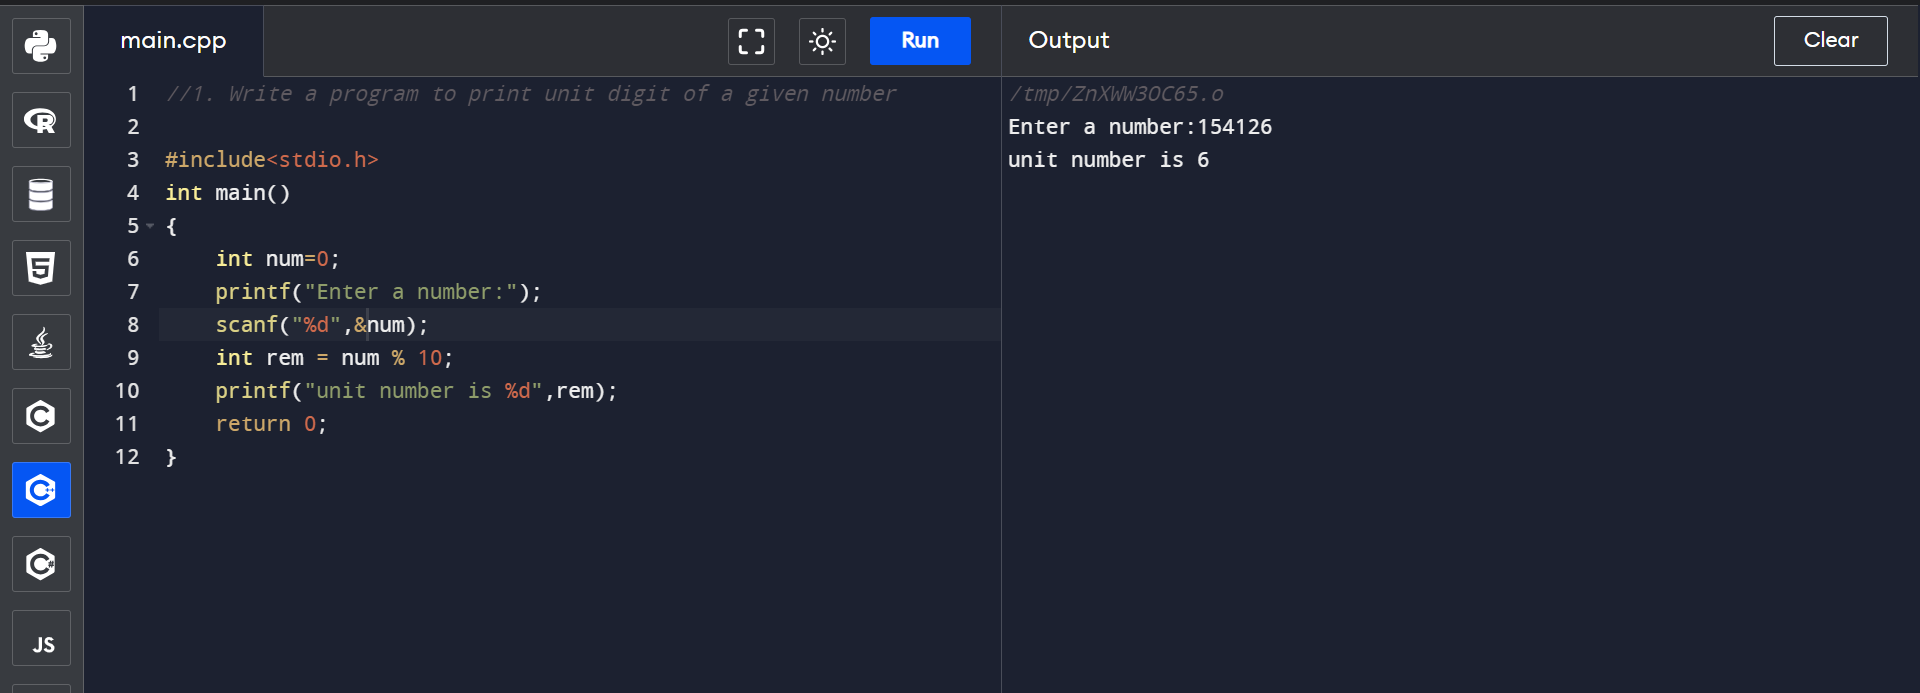 main.cpp
Run
Output
Clear
1 //1. Write a program to print unit digit of a given number
2
3 #include<stdio.h>
4 int main()
5 {
6     int num=0;
7     printf("Enter a number:");
8     scanf("%d",&num);
9     int rem = num % 10;
10     printf("unit number is %d",rem);
11     return 0;
12 }
/tmp/ZnXWW3OC65.o
Enter a number:154126
unit number is 6
R
5
C
C++
C#
JS